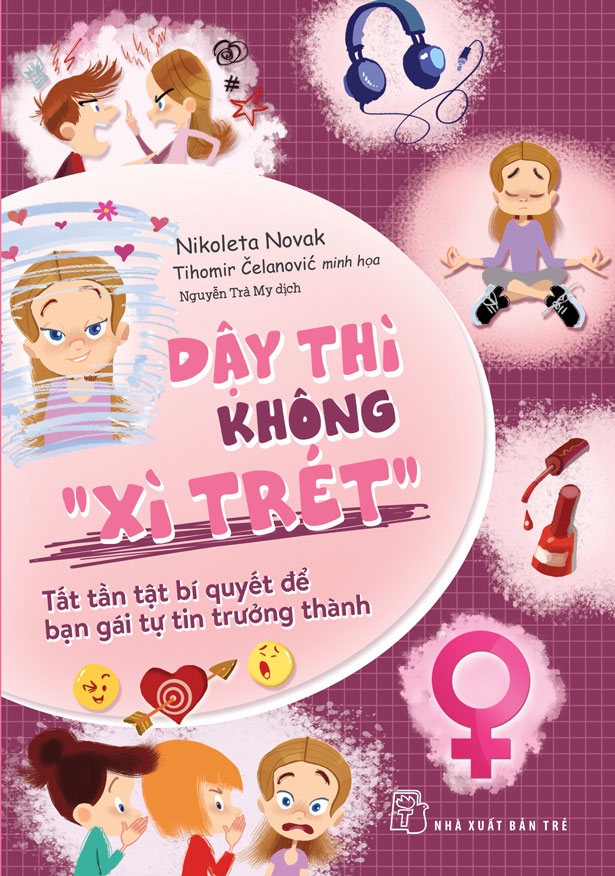 #
Nikoleta Novak
Tihomir Čelanović minh họa
Nguyễn Trà My dịch
DẬY THÌ
KHÔNG
"XÌ TRÉT"
Tất tần tật bí quyết để
bạn gái tự tin trưởng thành
T
NHÀ XUẤT BẢN TRẺ